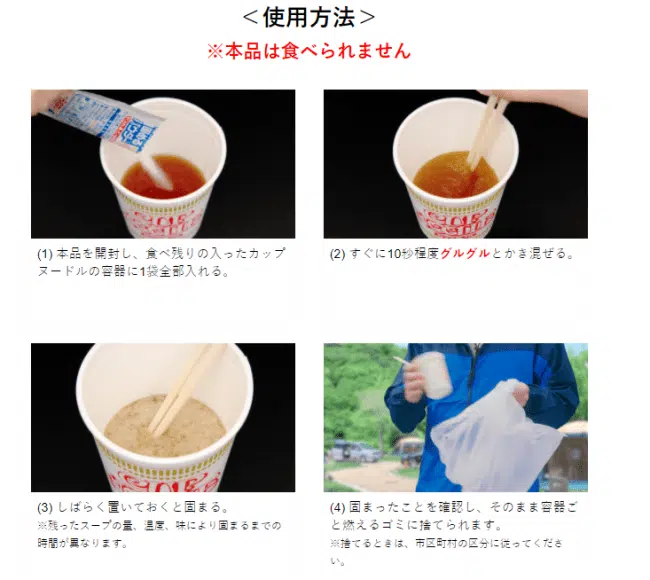 ＜使用方法＞
※本品は食べられません
(1) 本品を開封し、食べ残りの入ったカップ
ヌードルの容器に1袋全部入れる。
(2) すぐに10秒程度グルグルとかき混ぜる。
(3) しばらく置いておくと固まる。
※残ったスープの量、温度、味により固まるまでの
時間が異なります。
(4) 固まったことを確認し、そのまま容器ご
と燃えるゴミに捨てられます。
※捨てるときは、市区町村の区分に従ってくださ
い。